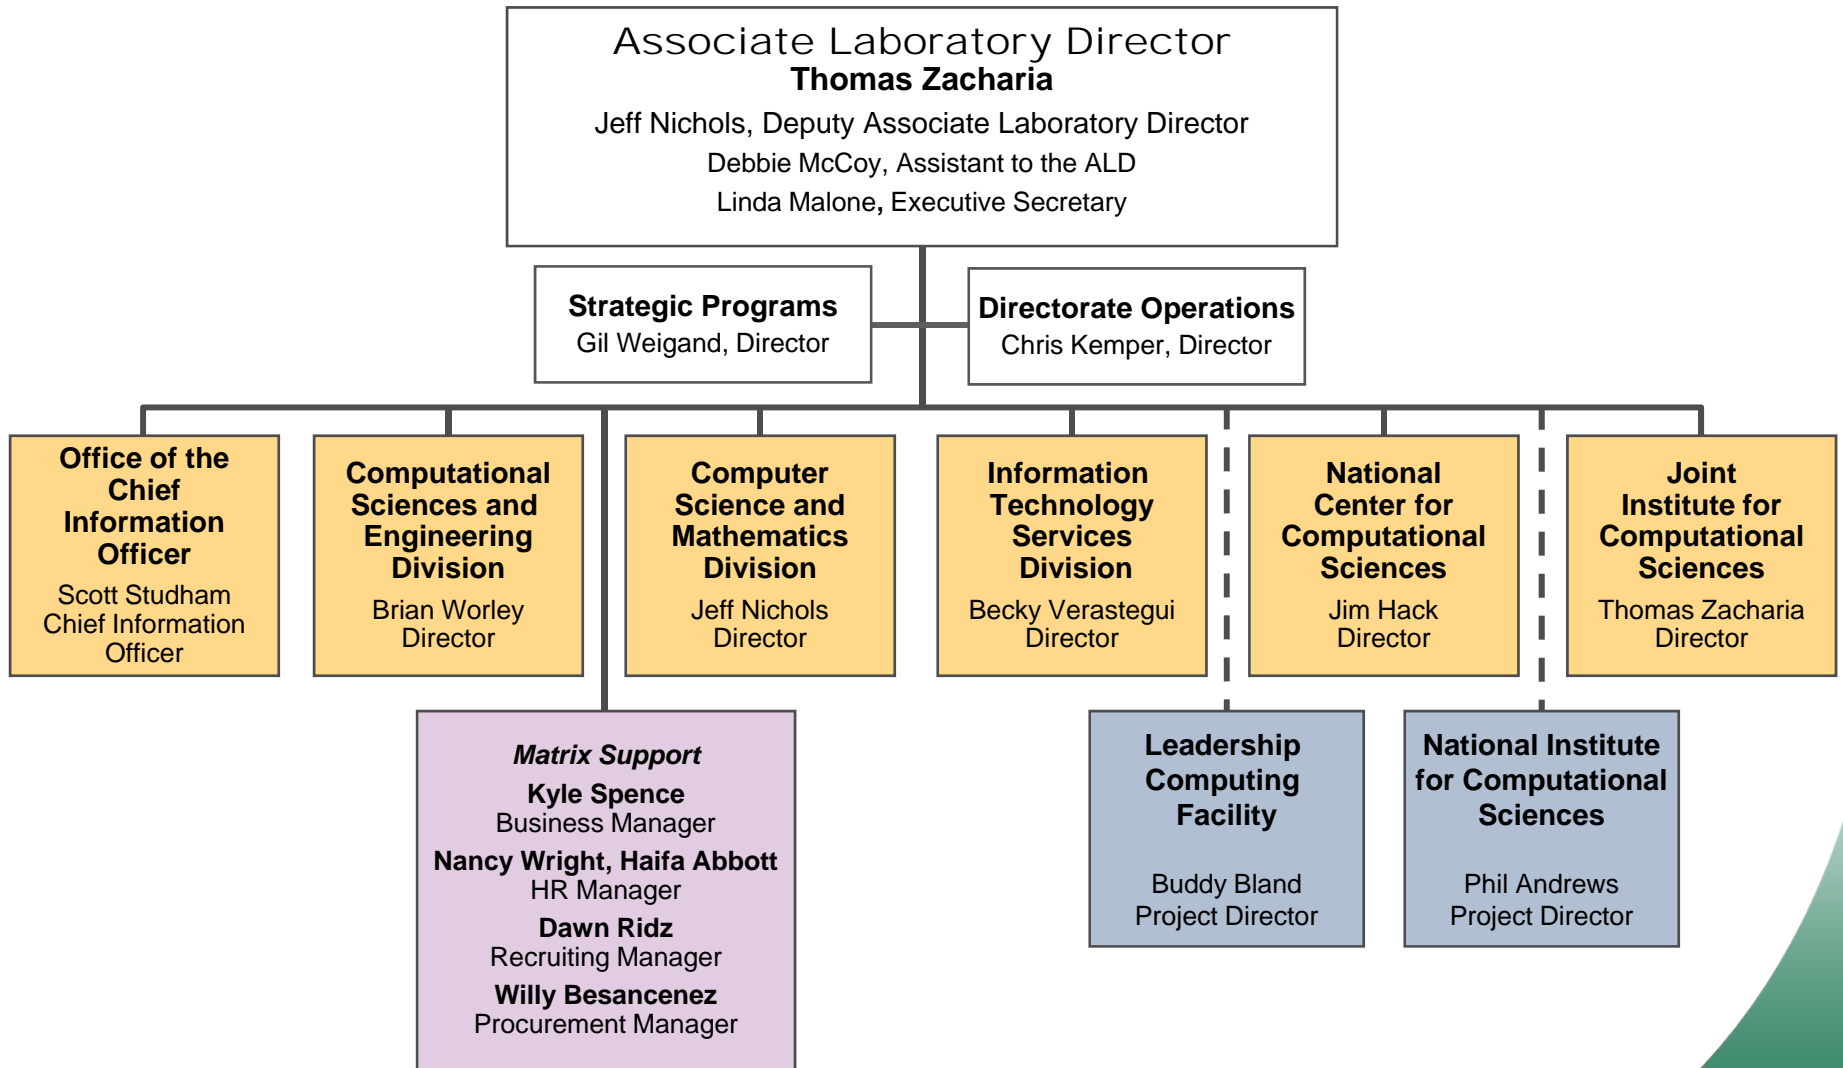 Associate Laboratory Director
Thomas Zacharia
Jeff Nichols, Deputy Associate Laboratory Director
Debbie McCoy, Assistant to the ALD
Linda Malone, Executive Secretary
Strategic Programs
Gil Weigand, Director
Directorate Operations
Chris Kemper, Director
Office of the
Chief
Information
Officer
Scott Studham
Chief Information
Officer
Computational
Sciences and
Engineering
Division
Brian Worley
Director
Computer
Science and
Mathematics
Division
Jeff Nichols
Director
Information
Technology
Services
Division
Becky Verastegui
Director
National
Center for
Computational
Sciences
Jim Hack
Director
Joint
Institute for
Computational
Sciences
Thomas Zacharia
Director
Matrix Support
Kyle Spence
Business Manager
Nancy Wright, Haifa Abbott
HR Manager
Dawn Ridz
Recruiting Manager
Willy Besancenez
Procurement Manager
Leadership
Computing
Facility
Buddy Bland
Project Director
National Institute
for Computational
Sciences
Phil Andrews
Project Director